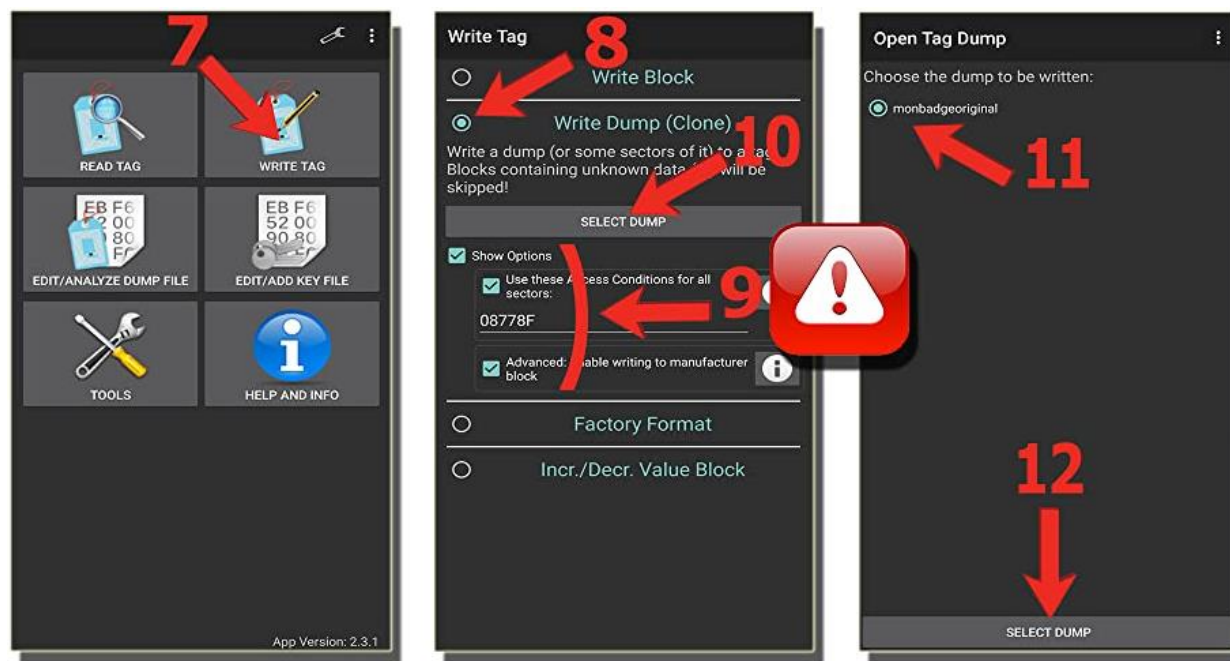 7
READ TAG
WRITE TAG
EB F6
2 00
0 80
EB F6
52 00
90 80
EDIT/ANALYZE DUMP FILE
EDIT/ADD KEY FILE
TOOLS
HELP AND INFO
App Version: 2.3.1
Write Tag
8
Write Block
Write Dump (Clone)
10
Write a dump (or some sectors of it) to a
Blocks containing unknown data will be
skipped!
SELECT DUMP
Show Options
Use these Access Conditions for all
sectors:
9
08778F
Advanced: Enable writing to manufacturer
block
Factory Format
Incr./Decr. Value Block
Open Tag Dump
Choose the dump to be written:
monbadgeoriginal
11
12
SELECT DUMP